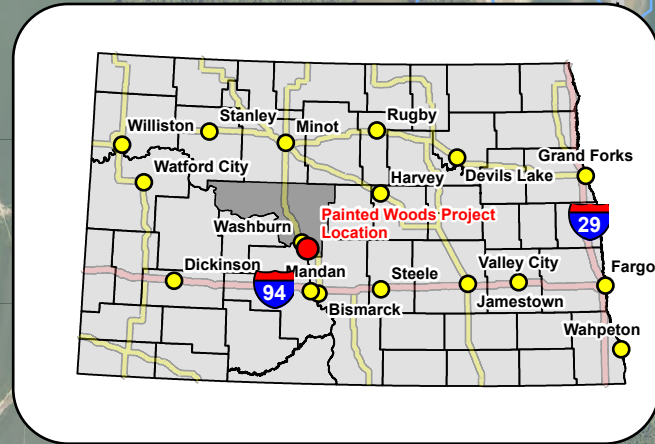 Stanley
Rugby
Williston
Minot
Grand Forks
Watford City
Harvey
Devils Lake
Painted Woods Project
Location
Washburn
29
Dickinson
Mandan
Steele
Valley City
Fargo
94
Bismarck
Jamestown
Wahpeton